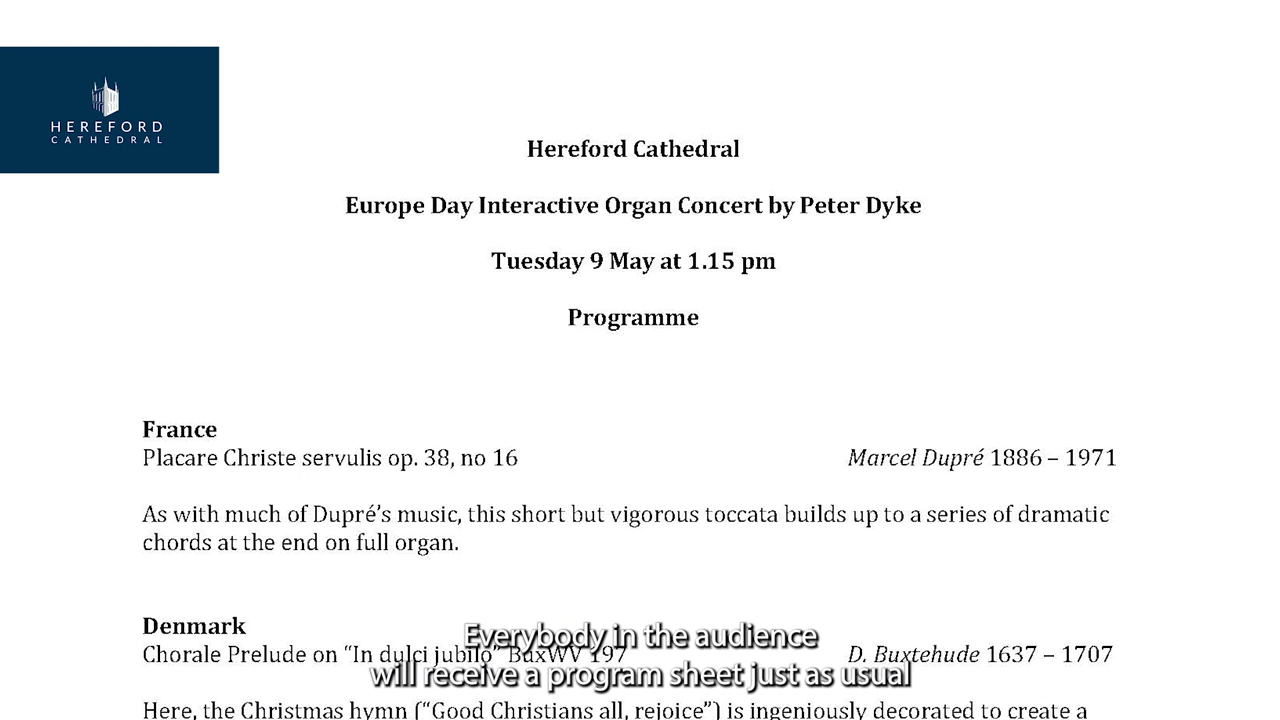 HEREFORD
CATHEDRAL
Hereford Cathedral
Europe Day Interactive Organ Concert by Peter Dyke
Tuesday 9 May at 1.15 pm
Programme
France
Placare Christe servulis op. 38, no 16 Marcel Dupré 1886 – 1971
As with much of Dupré’s music, this short but vigorous toccata builds up to a series of dramatic
chords at the end on full organ.
Denmark
Chorale Prelude on “In dulci jubilo” BuxWV 197 D. Buxtehude 1637 – 1707
Everybody in the audience
will receive a program sheet just as usual
Here, the Christmas hymn (“Good Christians all, rejoice”) is ingeniously decorated to create a